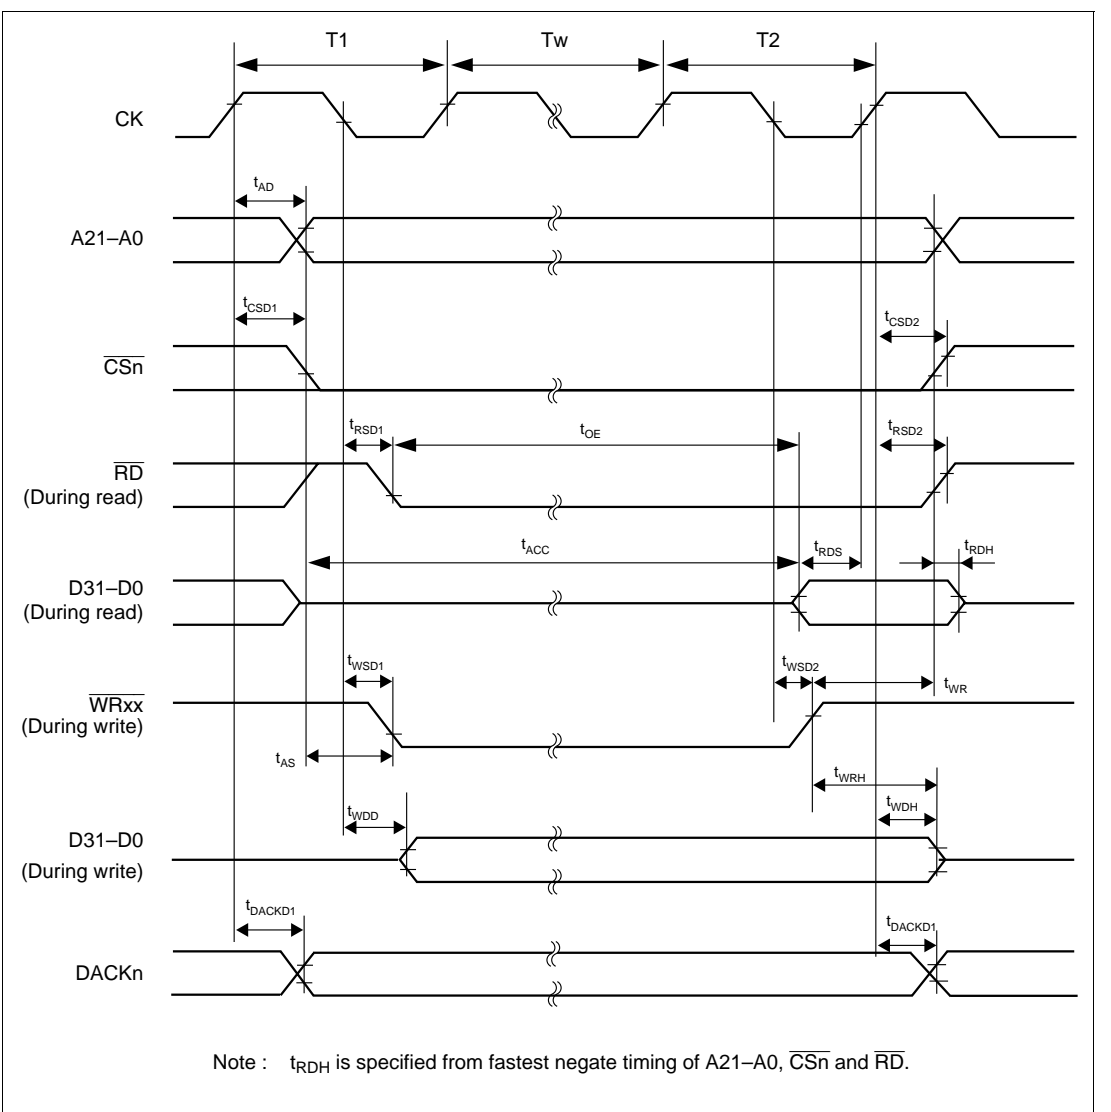 T1 Tw T2
CK
tAD
A21–A0
tCSD1
tCSD2
CSn
tRSD1 tOE tRSD2
RD
(During read)
tACC tRDS tRDH
D31–D0
(During read)
tWSD1 tWSD2
tWR
WRxx
(During write)
tAS
tWRH
tWDD tWDH
D31–D0
(During write)
tDACKD1 tDACKD1
DACKn
Note : tRDH is specified from fastest negate timing of A21–A0, CSn and RD.